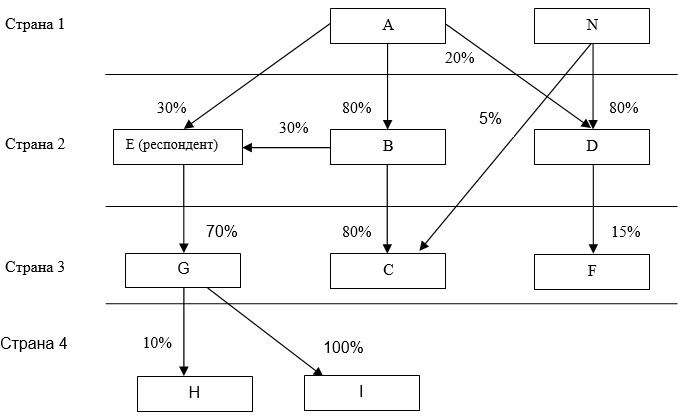 Страна 1
A
N
20%
30%
80%
5%
80%
Страна 2
E (респондент)
30%
B
D
70%
80%
15%
Страна 3
G
C
F
Страна 4
10%
100%
H
I